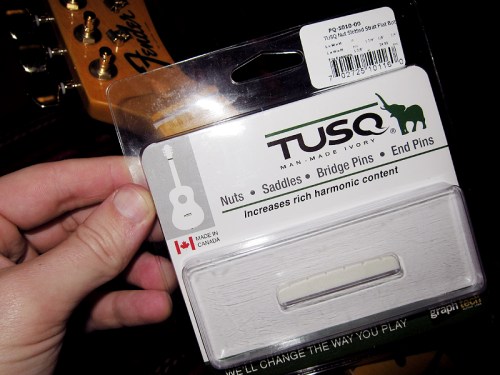 Fender
PQ-5010-00
TUSQ Nut Slotted Strat Flat Bot
TUSQ®
MAN-MADE IVORY
Nuts • Saddles • Bridge Pins • End Pins
Increases rich harmonic content
MADE IN
CANADA
graph tech
WE'LL CHANGE THE WAY YOU PLAY